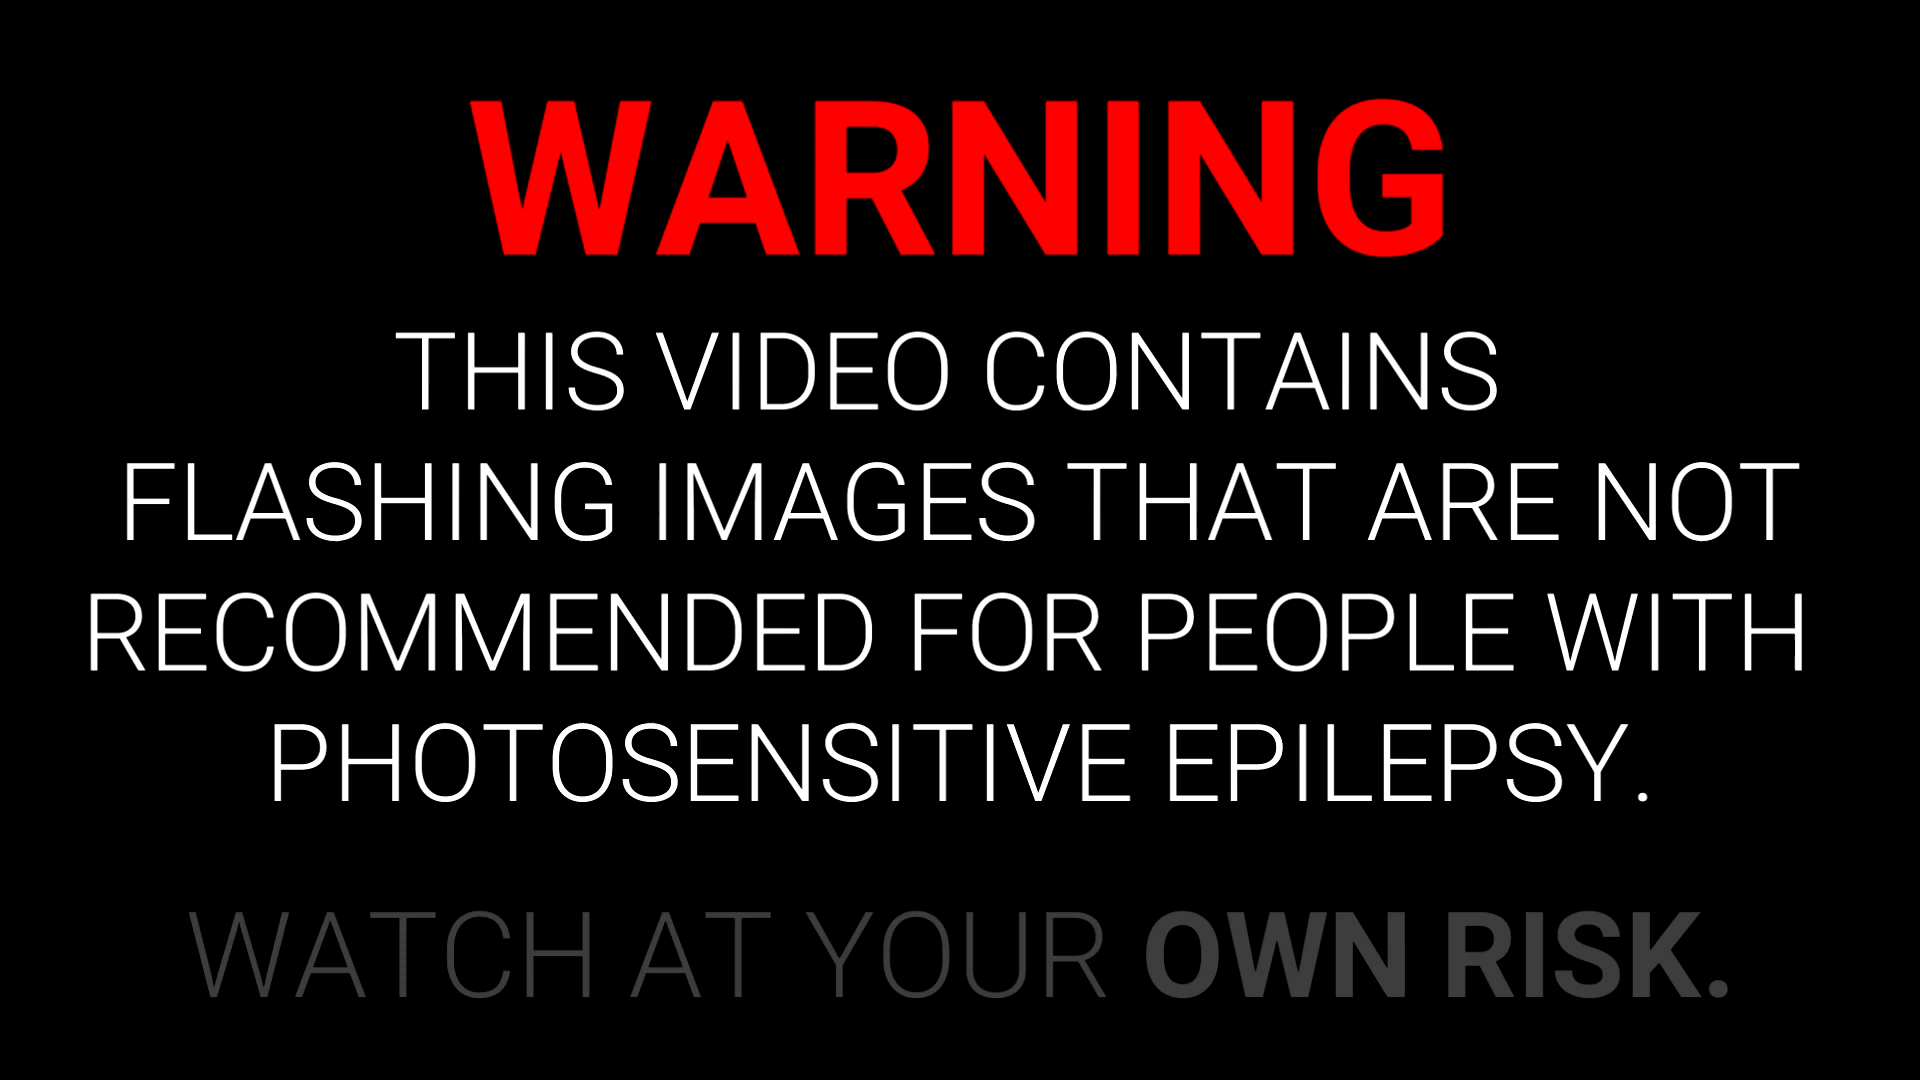 WARNING
THIS VIDEO CONTAINS
FLASHING IMAGES THAT ARE NOT
RECOMMENDED FOR PEOPLE WITH
PHOTOSENSITIVE EPILEPSY.
WATCH AT YOUR OWN RISK.